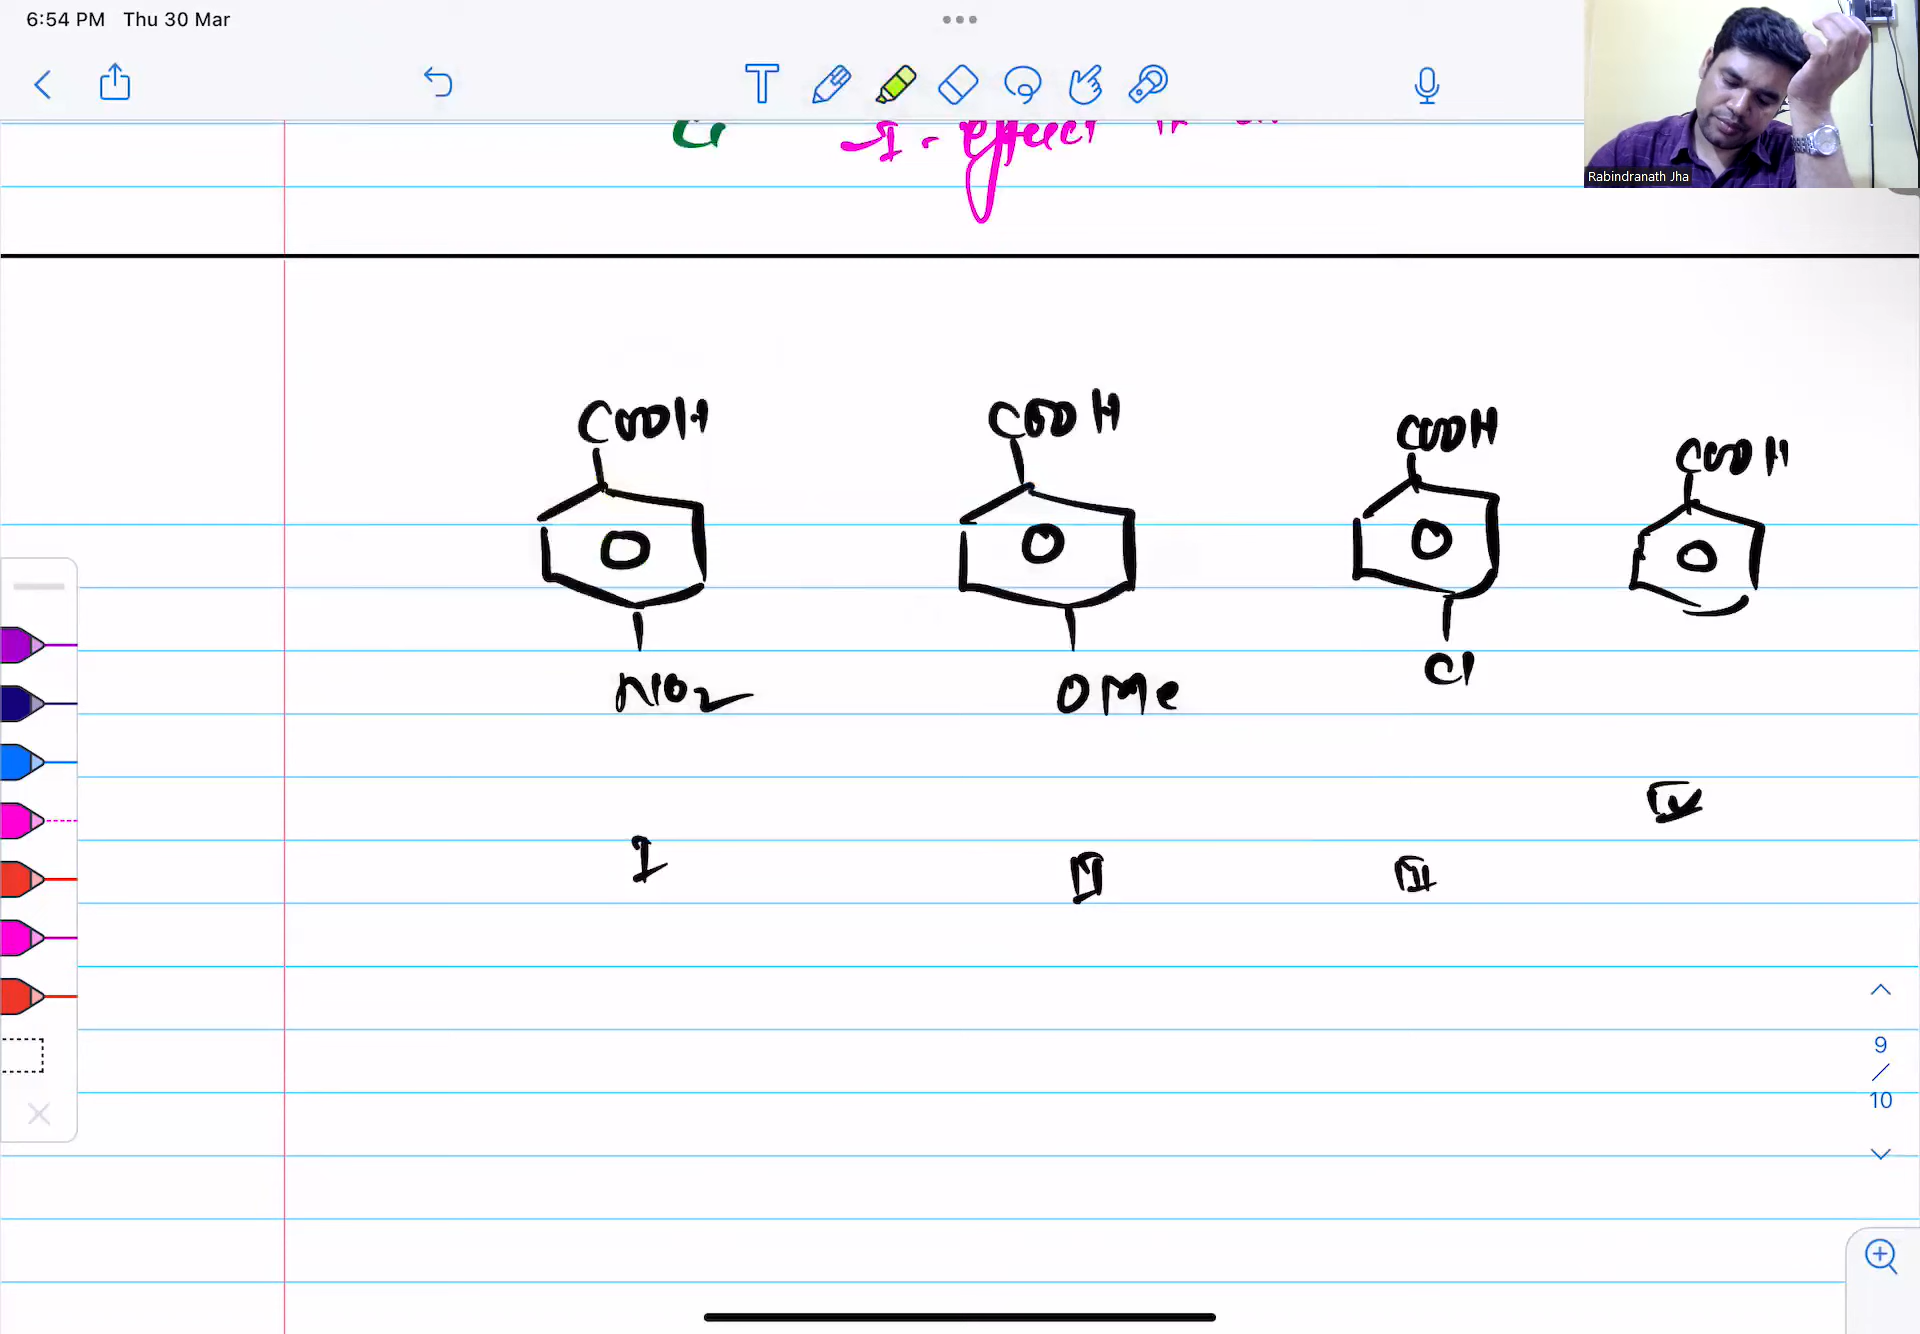 6:54 PM Thu 30 Mar
Rabindranath Jha
Cl -I. effect
COOH COOH COOH COOH
NO2 OMe Cl
I II III IV
9
/
10